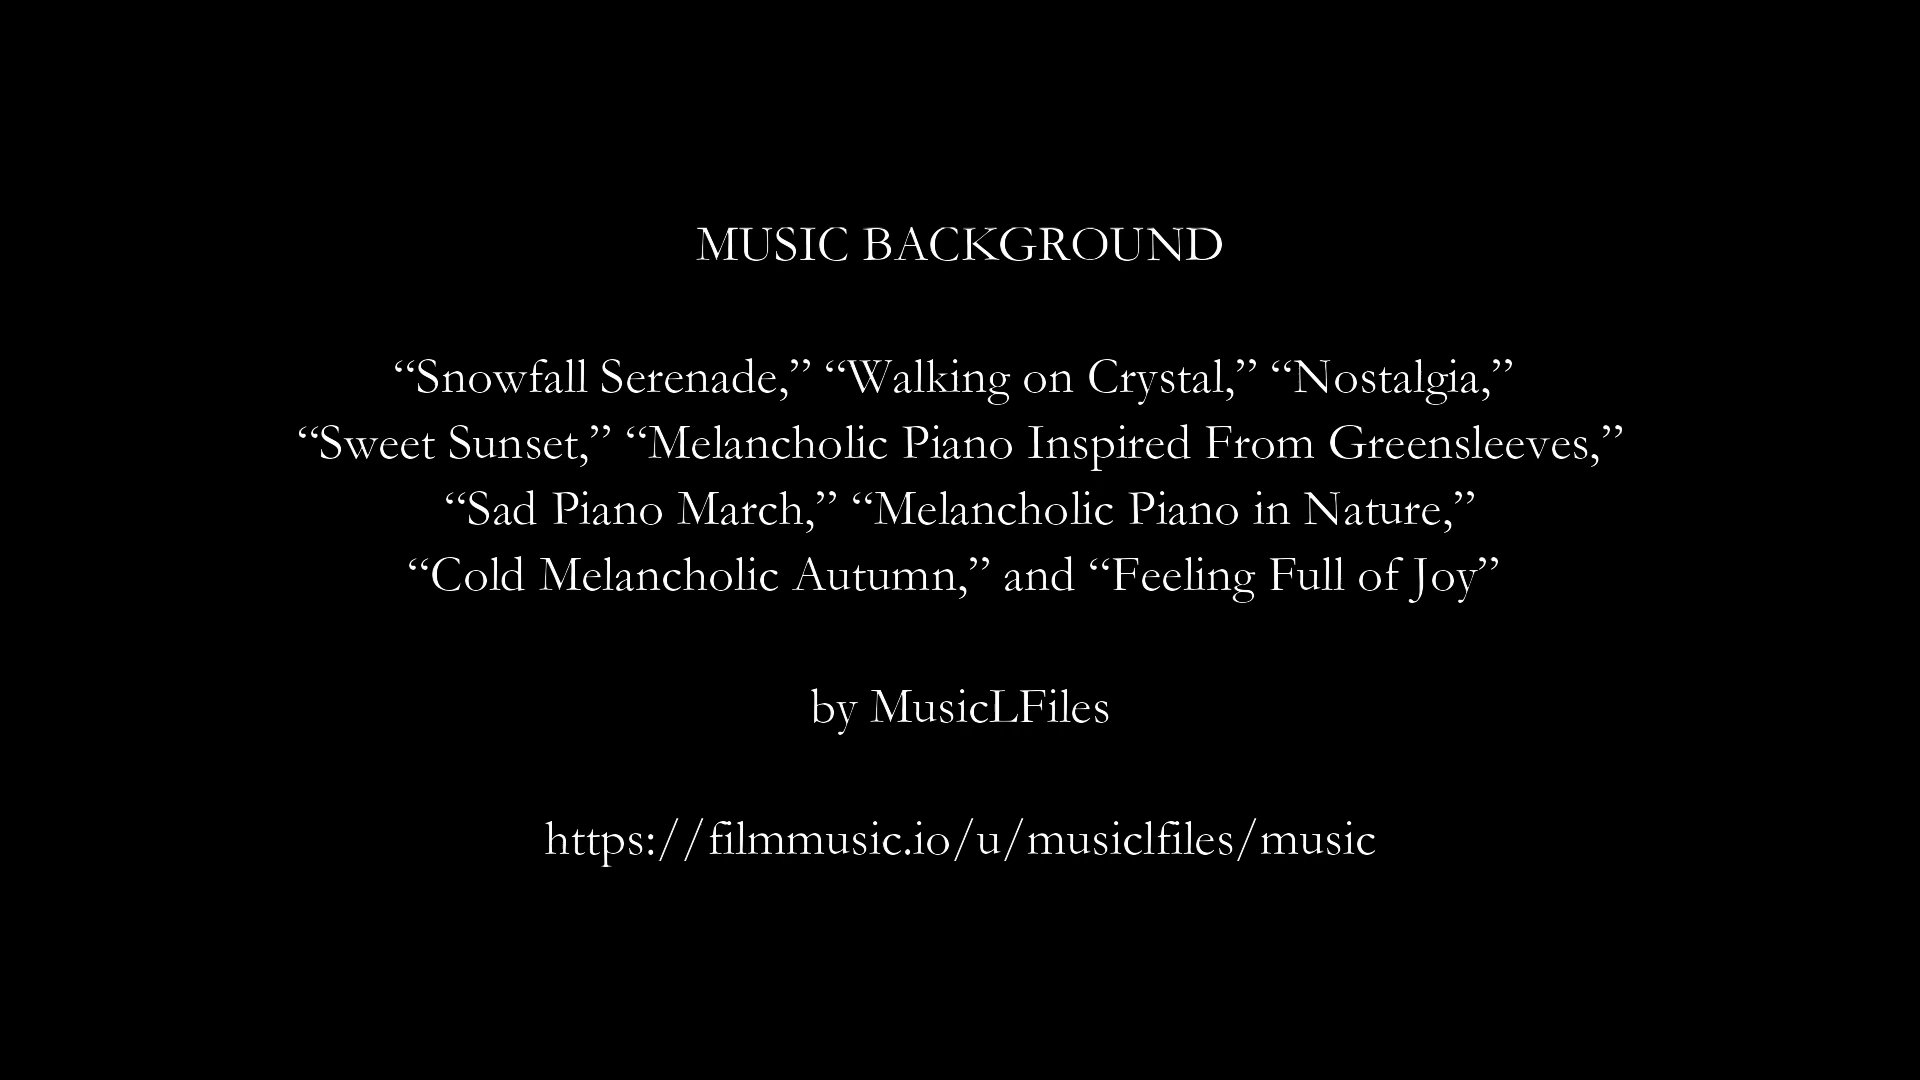 MUSIC BACKGROUND
“Snowfall Serenade,” “Walking on Crystal,” “Nostalgia,”
“Sweet Sunset,” “Melancholic Piano Inspired From Greensleeves,”
“Sad Piano March,” “Melancholic Piano in Nature,”
“Cold Melancholic Autumn,” and “Feeling Full of Joy”
by MusicLFiles
https://filmmusic.io/u/musiclfiles/music